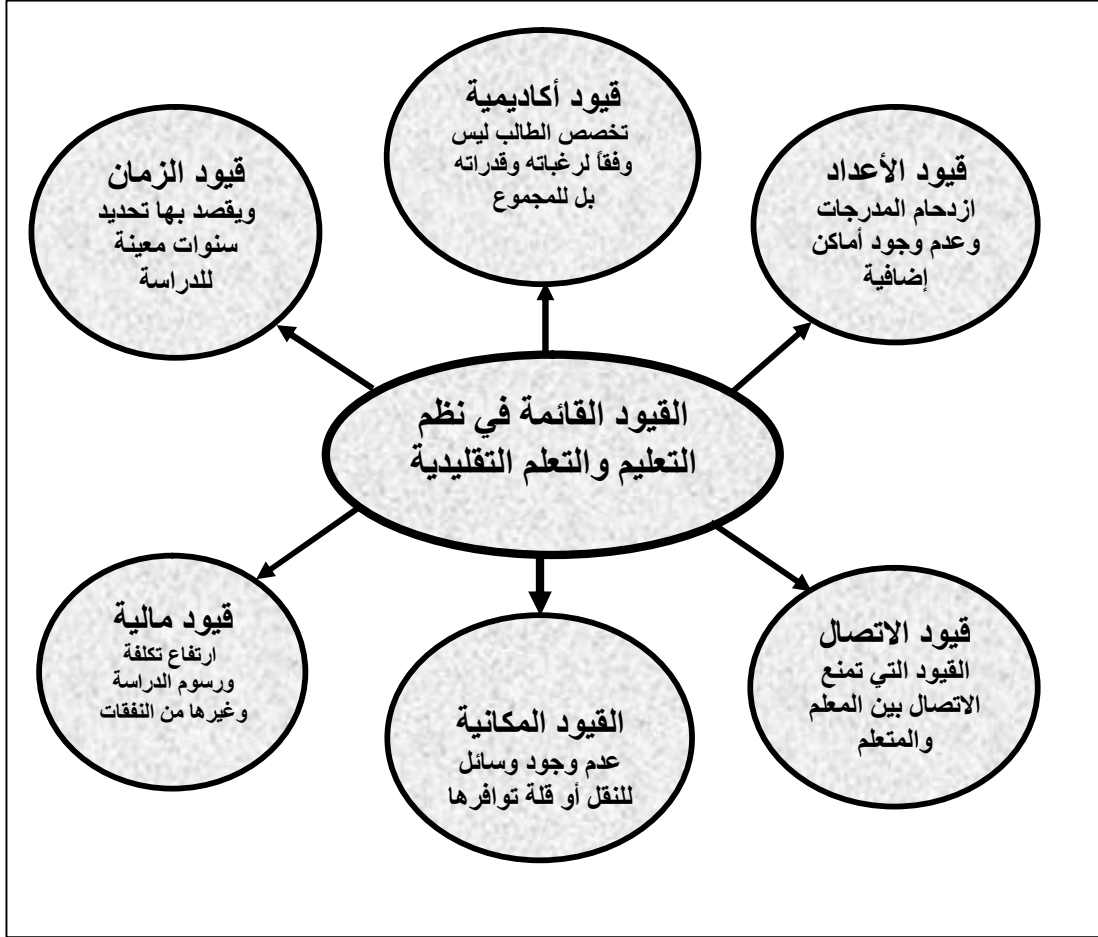 قيود أكاديمية
تخصص الطالب ليس
وفقاً لرغباته وقدراته
بل للمجموع
قيود الأعداد
ازدحام المدرجات
وعدم وجود أماكن
إضافية
قيود الزمان
ويقصد بها تحديد
سنوات معينة
للدراسة
القيود القائمة في نظم
التعليم والتعلم التقليدية
قيود الاتصال
القيود التي تمنع
الاتصال بين المعلم
والمتعلم
القيود المكانية
عدم وجود وسائل
للنقل أو قلة توافرها
قيود مالية
ارتفاع تكلفة
ورسوم الدراسة
وغيرها من النفقات